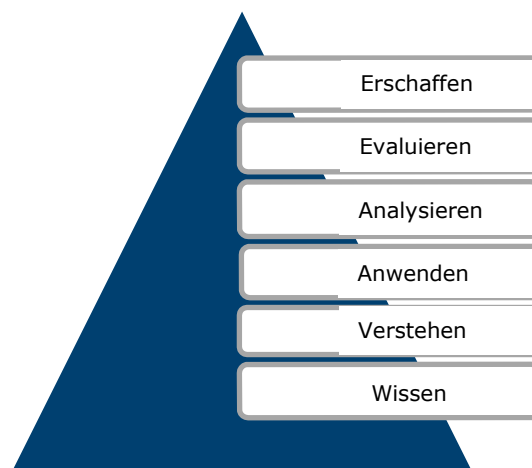 Erschaffen
Evaluieren
Analysieren
Anwenden
Verstehen
Wissen